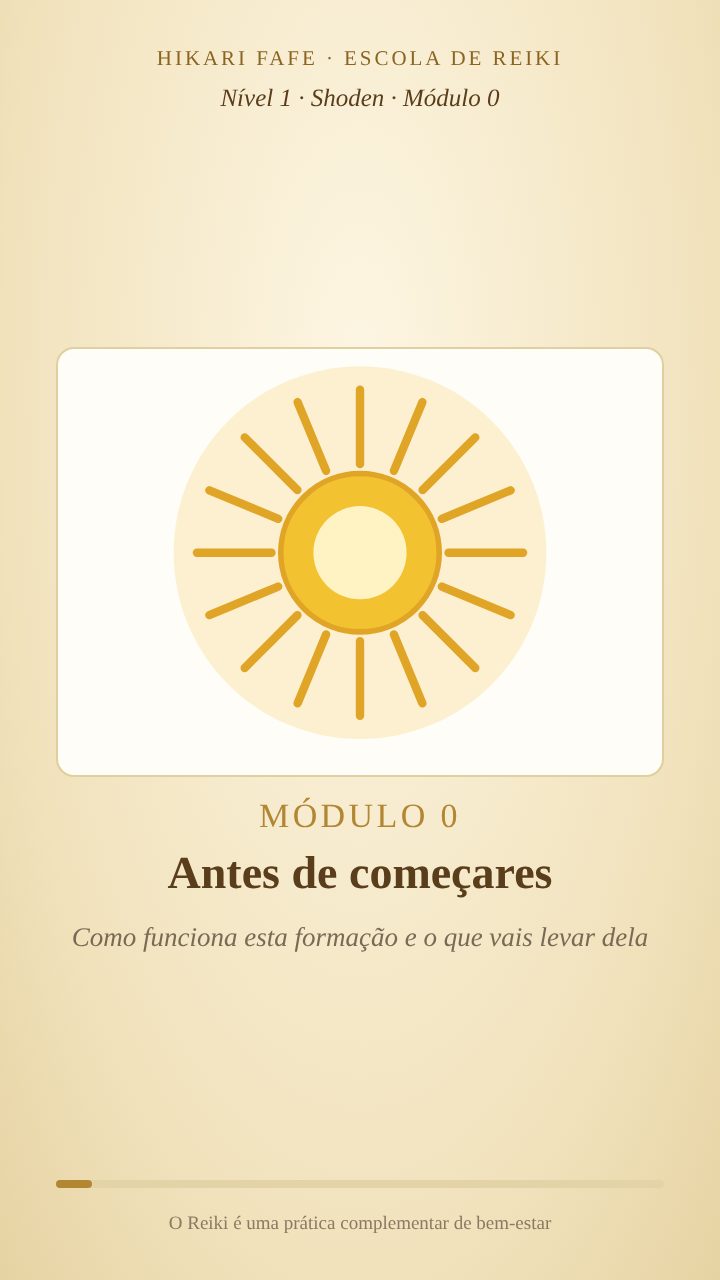 HIKARI FAFE · ESCOLA DE REIKI
Nível 1 · Shoden · Módulo 0
MÓDULO 0
Antes de começares
Como funciona esta formação e o que vais levar dela
O Reiki é uma prática complementar de bem-estar